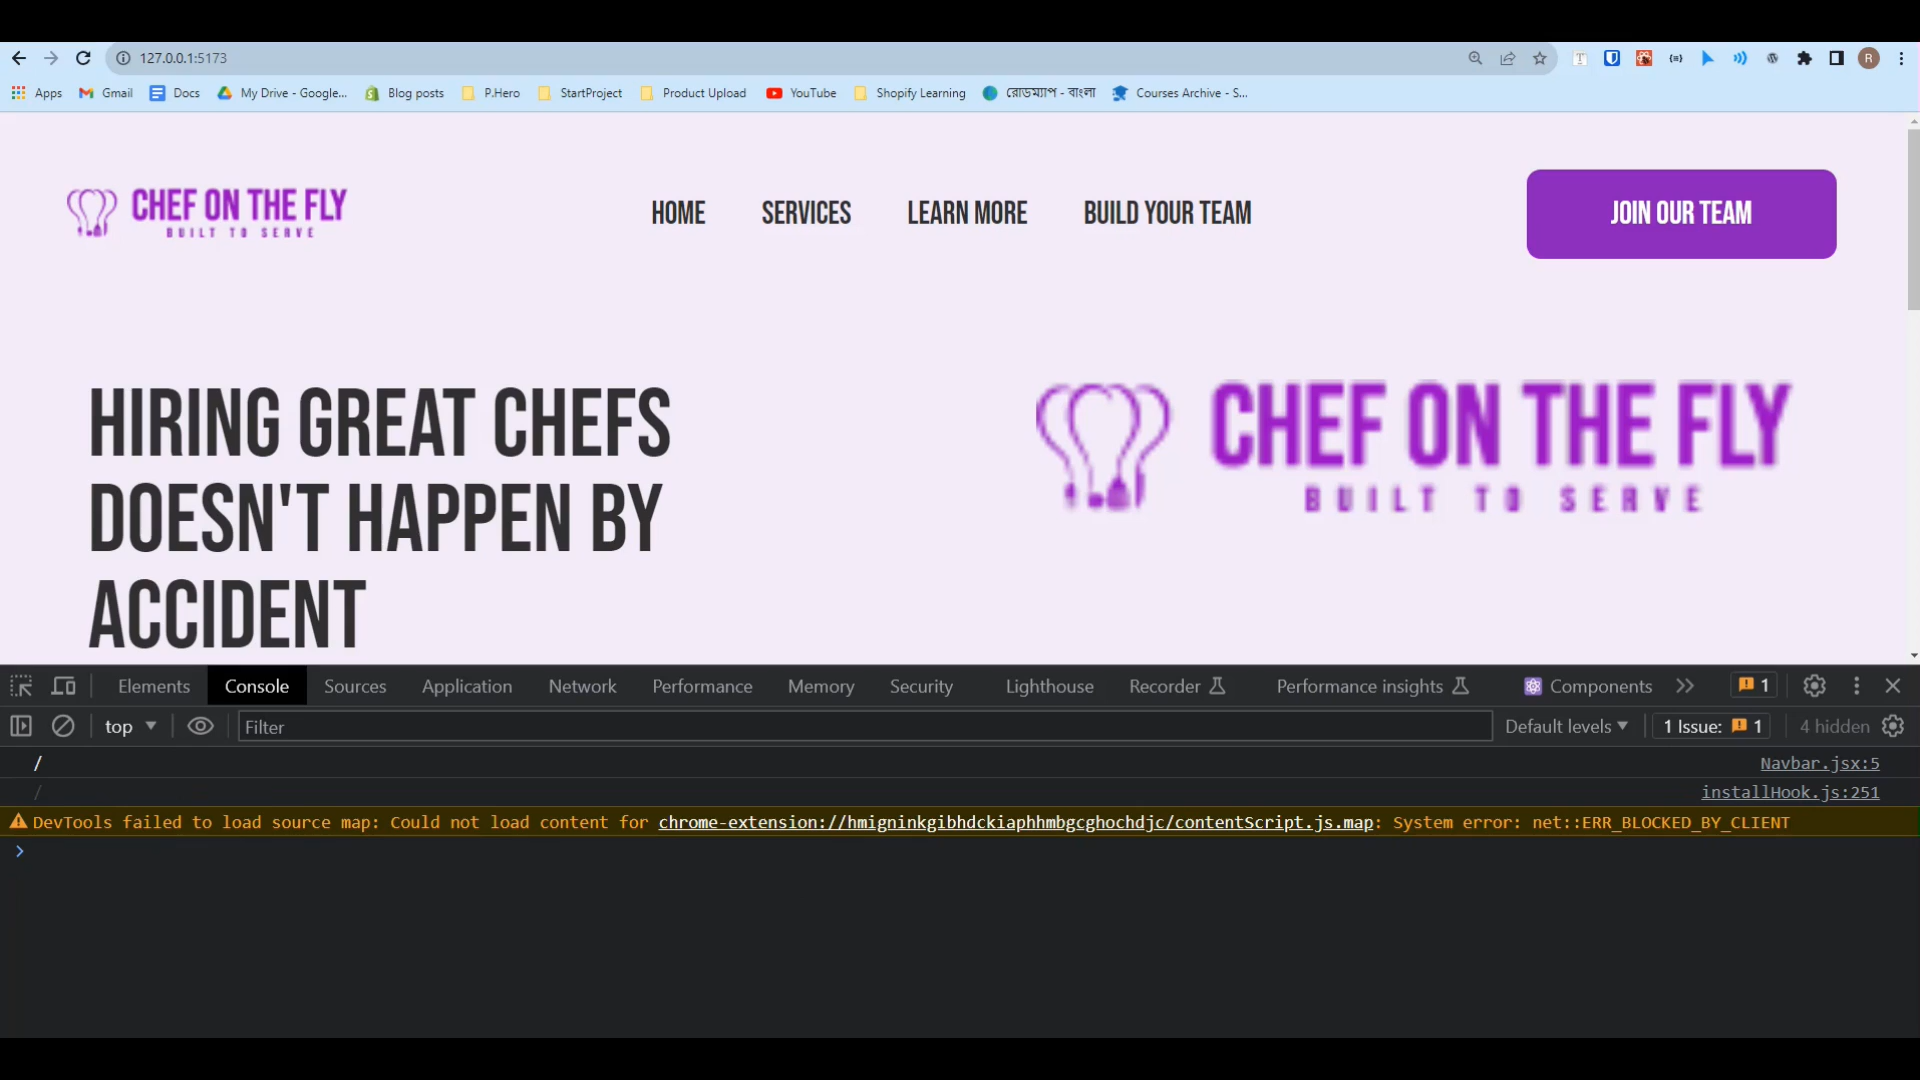 127.0.0.1:5173
R
Apps Gmail Docs My Drive - Google... Blog posts P.Hero StartProject Product Upload YouTube Shopify Learning রোডম্যাপ - বাংলা Courses Archive - S...
CHEF ON THE FLY
BUILT TO SERVE
HOME SERVICES LEARN MORE BUILD YOUR TEAM
JOIN OUR TEAM
HIRING GREAT CHEFS
DOESN'T HAPPEN BY
ACCIDENT
CHEF ON THE FLY
BUILT TO SERVE
Elements Console Sources Application Network Performance Memory Security Lighthouse Recorder Performance insights Components 1
top Filter Default levels 1 Issue: 1 4 hidden
/ Navbar.jsx:5
/ installHook.js:251
DevTools failed to load source map: Could not load content for chrome-extension://hmigninkgibhdckiaphhmbgcghochdjc/contentScript.js.map: System error: net::ERR_BLOCKED_BY_CLIENT